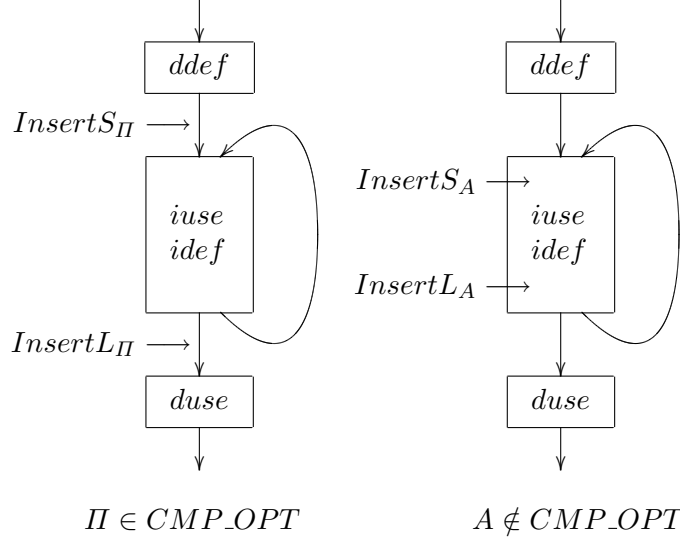 ddef
InsertS_Π
iuse
idef
InsertL_Π
duse
Π ∈ CMP_OPT
ddef
InsertS_A
iuse
idef
InsertL_A
duse
A ∉ CMP_OPT